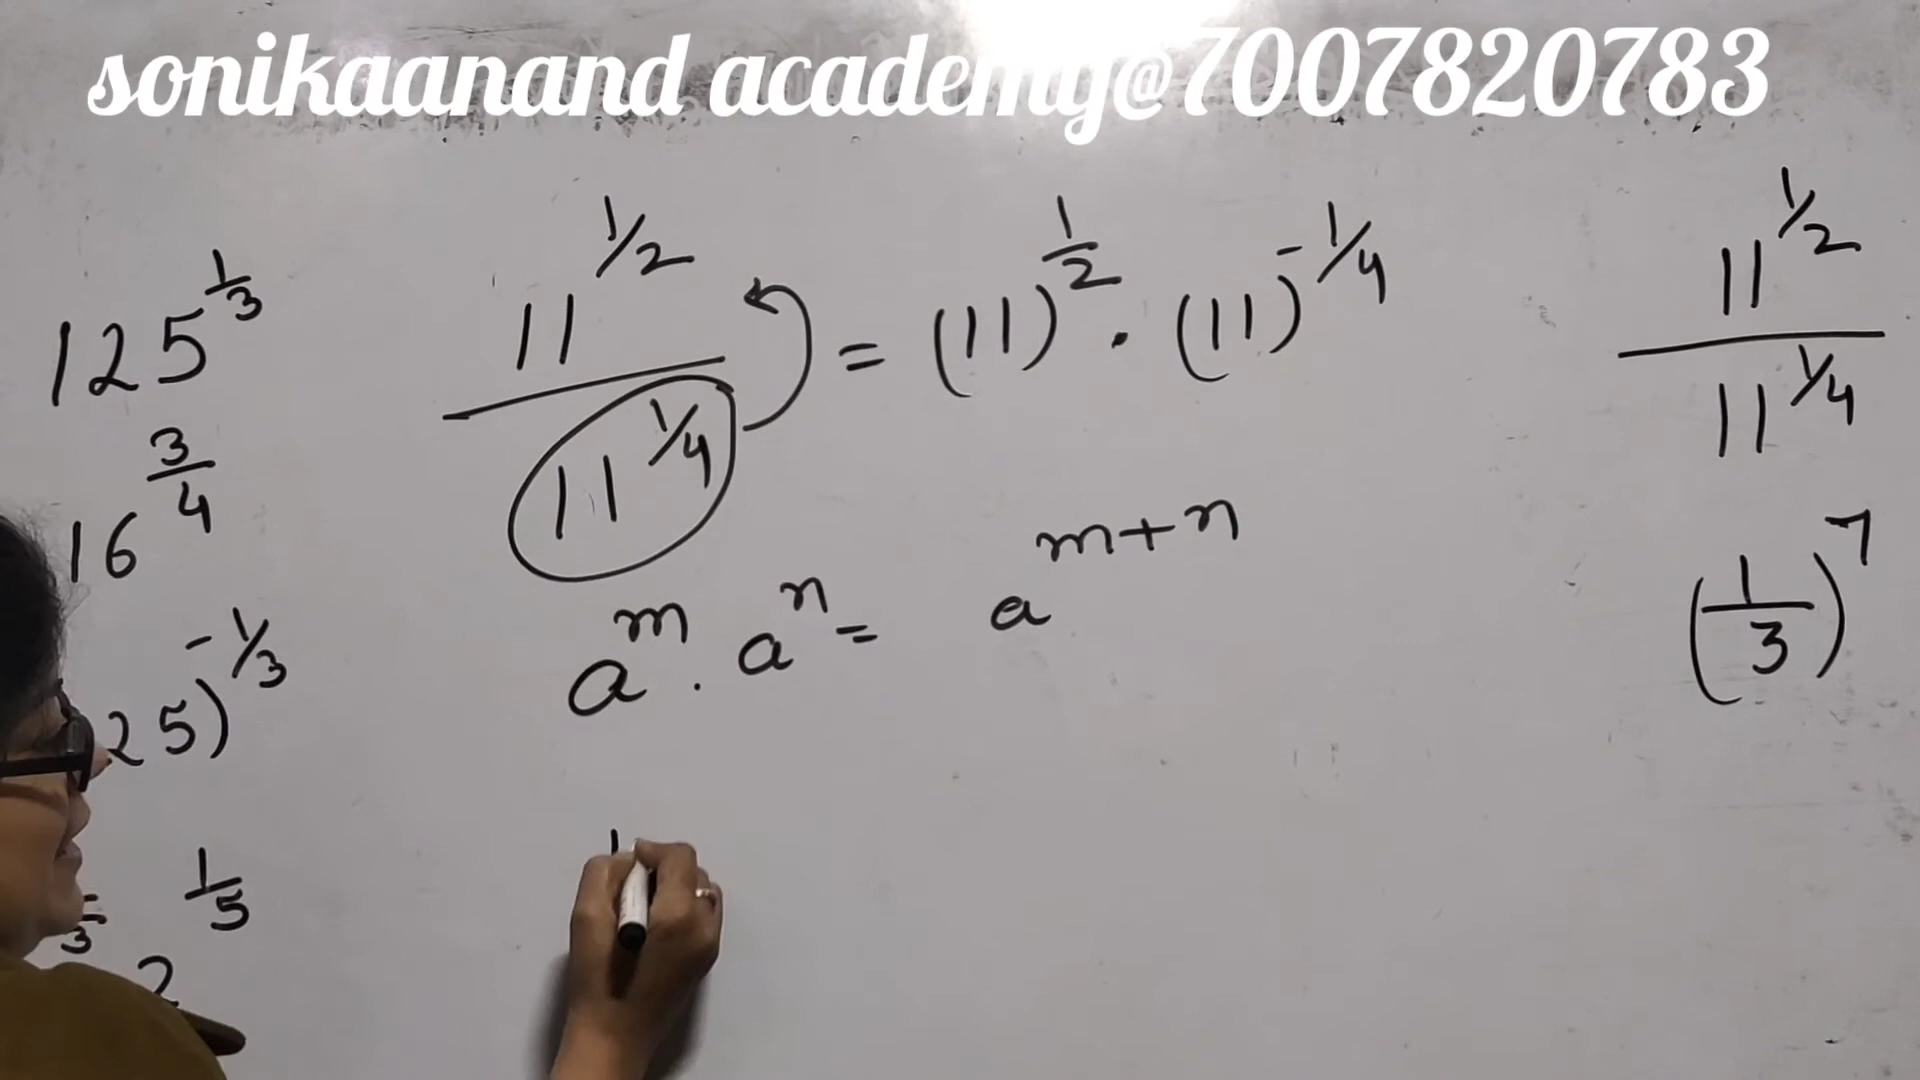 sonikaanand academy@7007820783
125^(1/3)
16^(3/4)
25)^(-1/3)
1/5
2
11^(1/2) / 11^(1/4) = (11)^(1/2) . (11)^(-1/4)
a^m . a^n = a^(m+n)
11^(1/2) / 11^(1/4)
(1/3)^7